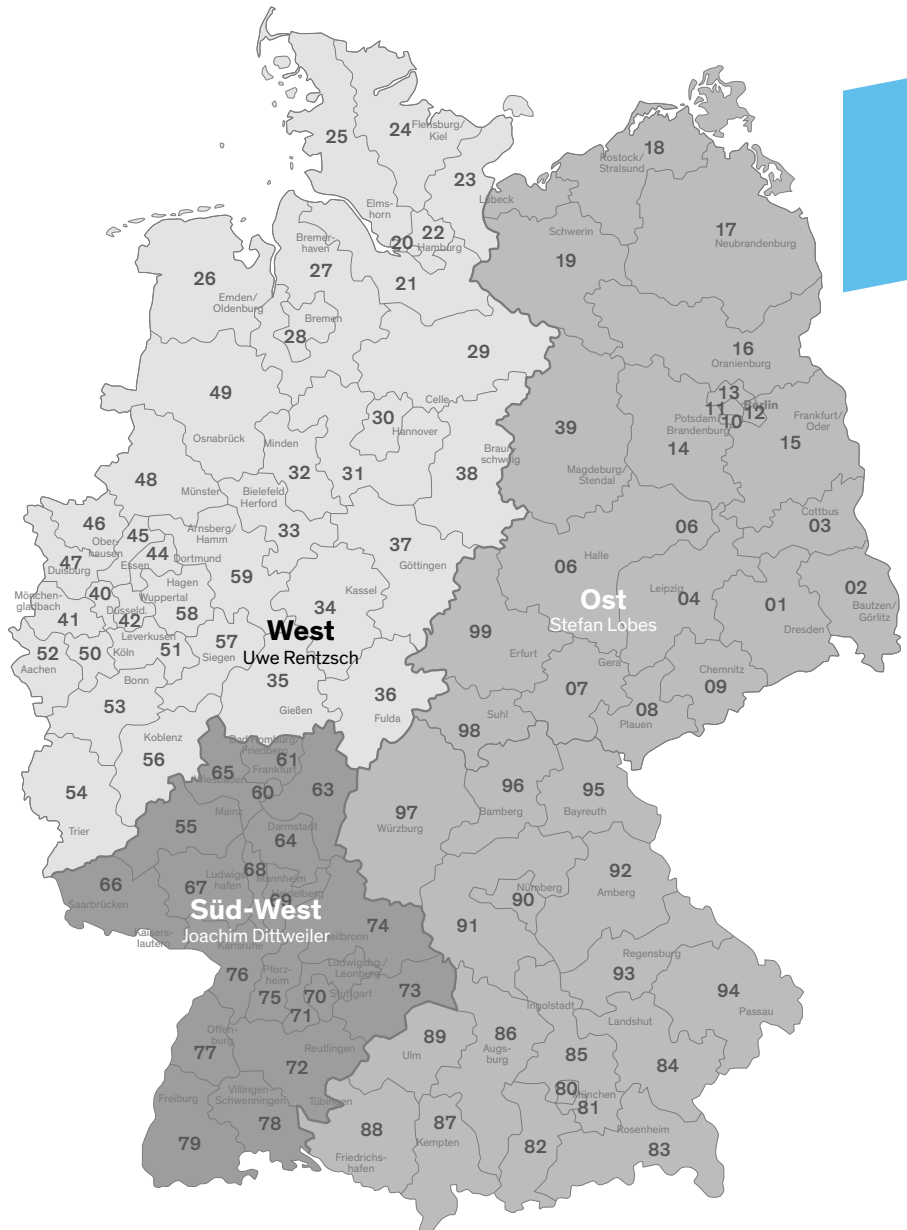 25
24
Flensburg/
Kiel
18
Rostock/
Stralsund
23
Lübeck
Elms-
horn
22
20
Hamburg
17
Neubrandenburg
Schwerin
19
Bremer-
haven
27
21
26
Emden/
Oldenburg
Bremen
28
29
16
Oranienburg
49
Osnabrück
Celle
30
Hannover
13
Berlin
11
12
10
Potsdam/
Brandenburg
14
Frankfurt/
Oder
15
39
Magdeburg/
Stendal
Minden
32
31
Braun-
schweig
38
48
Münster
Bielefeld
Herford
33
Arnsberg/
Hamm
46
Ober-
hausen
45
Essen
44
Dortmund
47
Duisburg
37
Göttingen
06
Cottbus
03
06
Halle
Leipzig
04
01
Dresden
02
Bautzen/
Görlitz
Mönchen-
gladbach
41
40
Düsseld.
42
Hagen
Wuppertal
58
59
Kassel
34
West
Uwe Rentzsch
Ost
Stefan Lobes
99
Erfurt
52
Aachen
50
Köln
Leverkusen
51
57
Siegen
Bonn
53
35
Gießen
36
Fulda
Gera
07
Chemnitz
09
08
Plauen
Suhl
98
Koblenz
56
54
Trier
Bad Homburg/
Friedberg
61
Frankfurt
65
Wiesbaden
60
63
Mainz
55
Darmstadt
64
97
Würzburg
96
Bamberg
95
Bayreuth
66
Saarbrücken
67
Ludwigs-
hafen
68
Mannheim
69
Heidelberg
Süd-West
Joachim Dittweiler
Kaisers-
lautern
Karlsruhe
Heilbronn
74
92
Amberg
Nürnberg
90
91
76
Pforz-
heim
75
Ludwigsbg./
Leonberg
70
Stuttgart
71
73
Regensburg
93
94
Passau
Ingolstadt
Landshut
Offen-
burg
77
Reutlingen
72
89
Ulm
86
Augs-
burg
85
84
80
München
81
Freiburg
79
Villingen-
Schwenningen
78
Tübingen
88
Friedrichs-
hafen
87
Kempten
82
Rosenheim
83